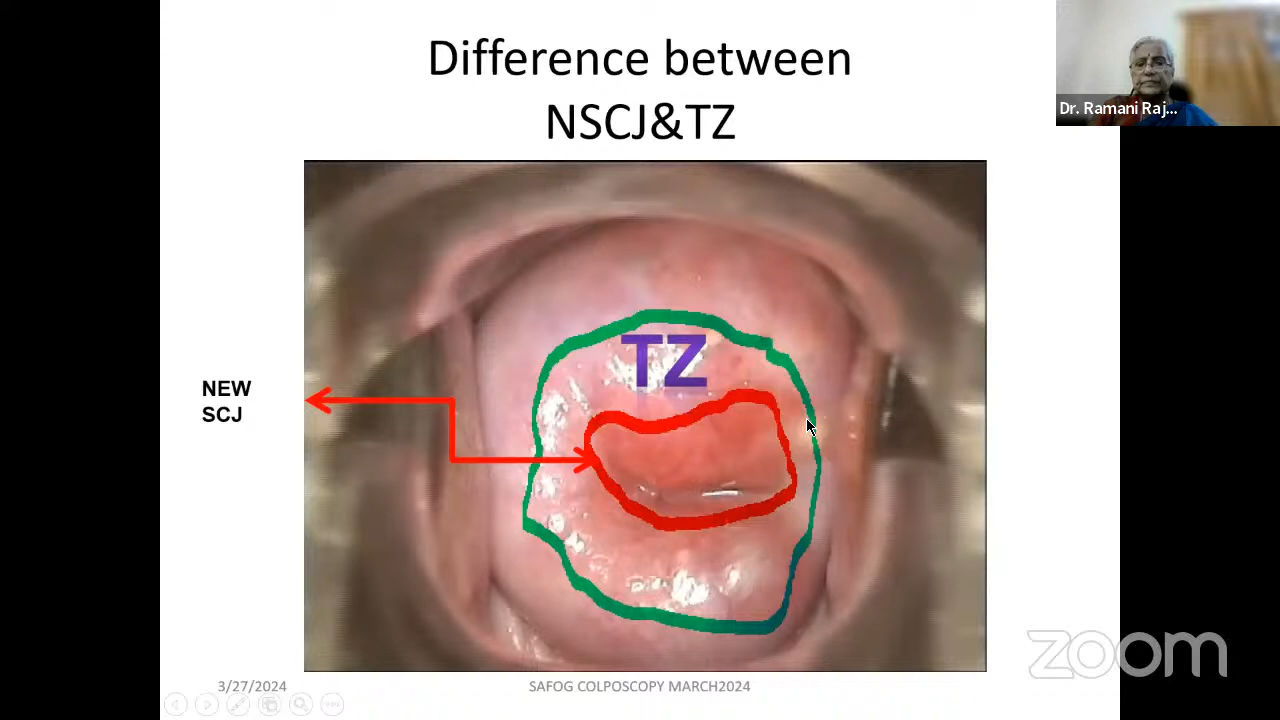 Difference between
NSCJ&TZ
Dr. Ramani Raj...
TZ
NEW
SCJ
zoom
3/27/2024
SAFOG COLPOSCOPY MARCH2024